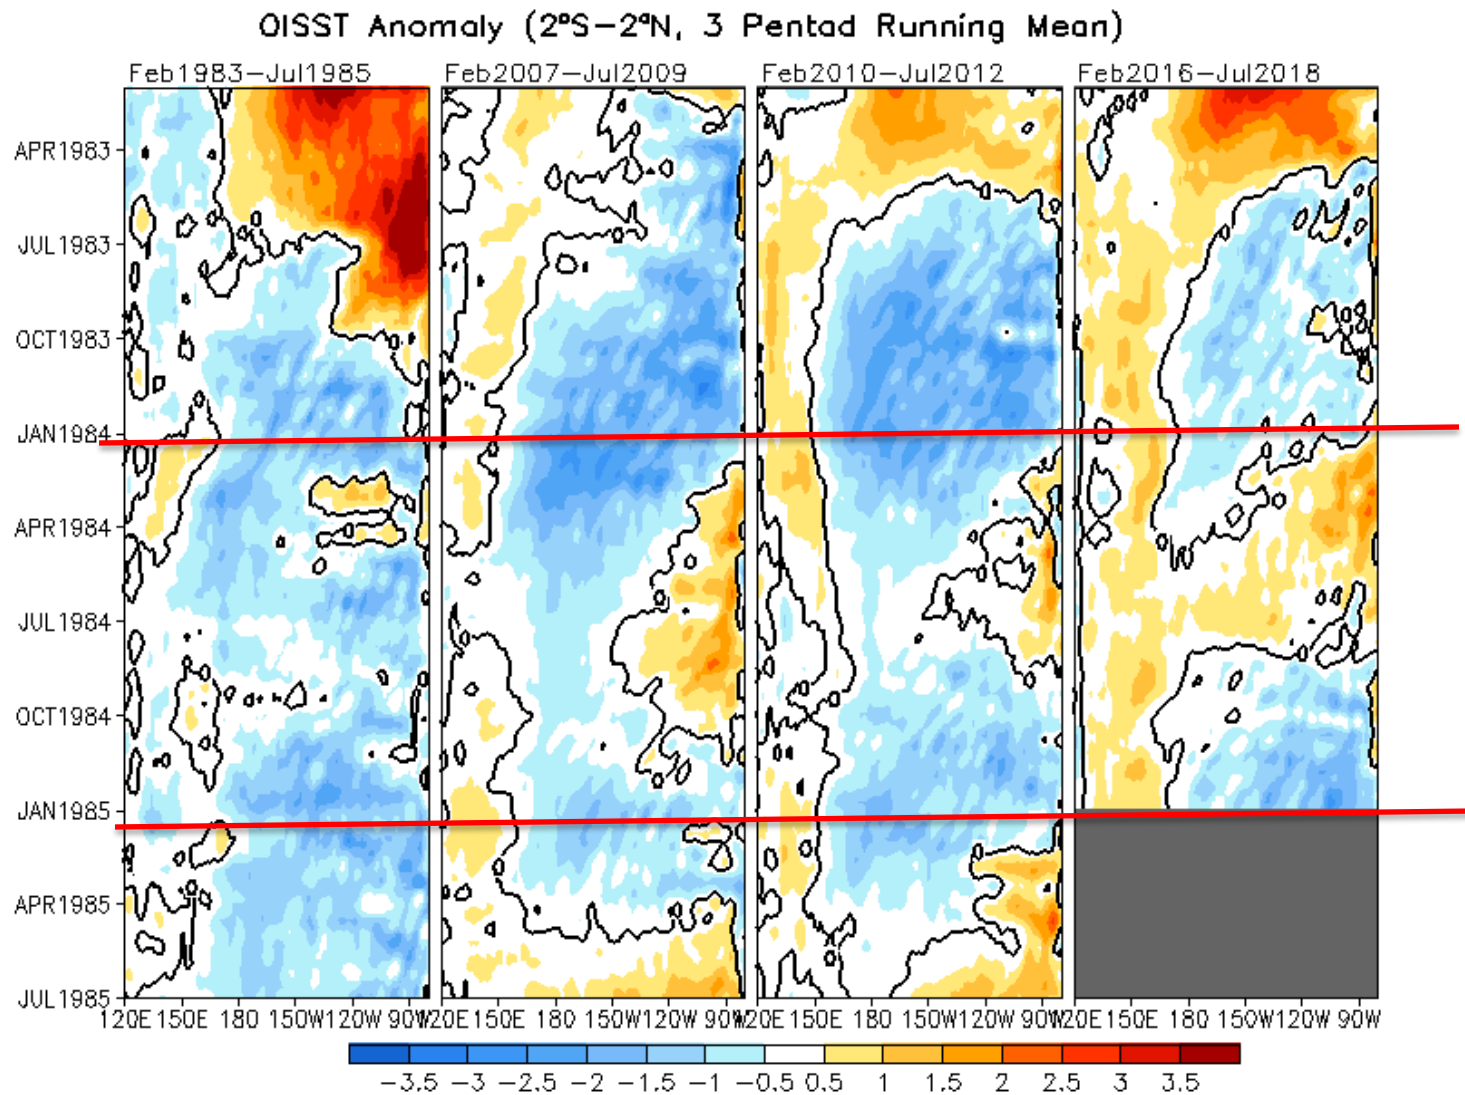 OISST Anomaly (2°S-2°N, 3 Pentad Running Mean)
Feb1983-Jul1985 Feb2007-Jul2009 Feb2010-Jul2012 Feb2016-Jul2018
APR1983
JUL1983
OCT1983
JAN1984
APR1984
JUL1984
OCT1984
JAN1985
APR1985
JUL1985
120E 150E 180 150W 120W 90W 120E 150E 180 150W 120W 90W 120E 150E 180 150W 120W 90W 120E 150E 180 150W 120W 90W
-3.5 -3 -2.5 -2 -1.5 -1 -0.5 0.5 1 1.5 2 2.5 3 3.5